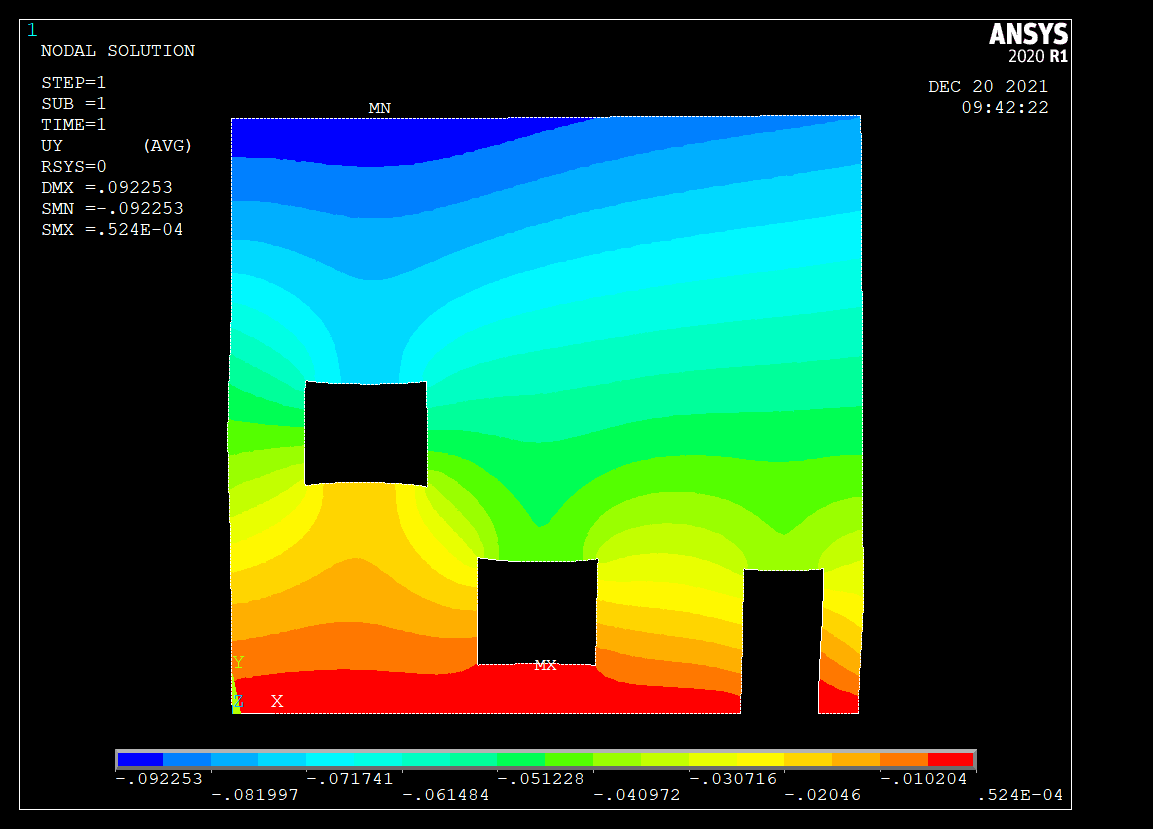 1
ANSYS
2020 R1
NODAL SOLUTION
STEP=1
SUB =1
TIME=1
UY (AVG)
RSYS=0
DMX =.092253
SMN =-.092253
SMX =.524E-04
DEC 20 2021
09:42:22
MN
MX
Y
Z X
-.092253 -.071741 -.051228 -.030716 -.010204
-.081997 -.061484 -.040972 -.02046 .524E-04